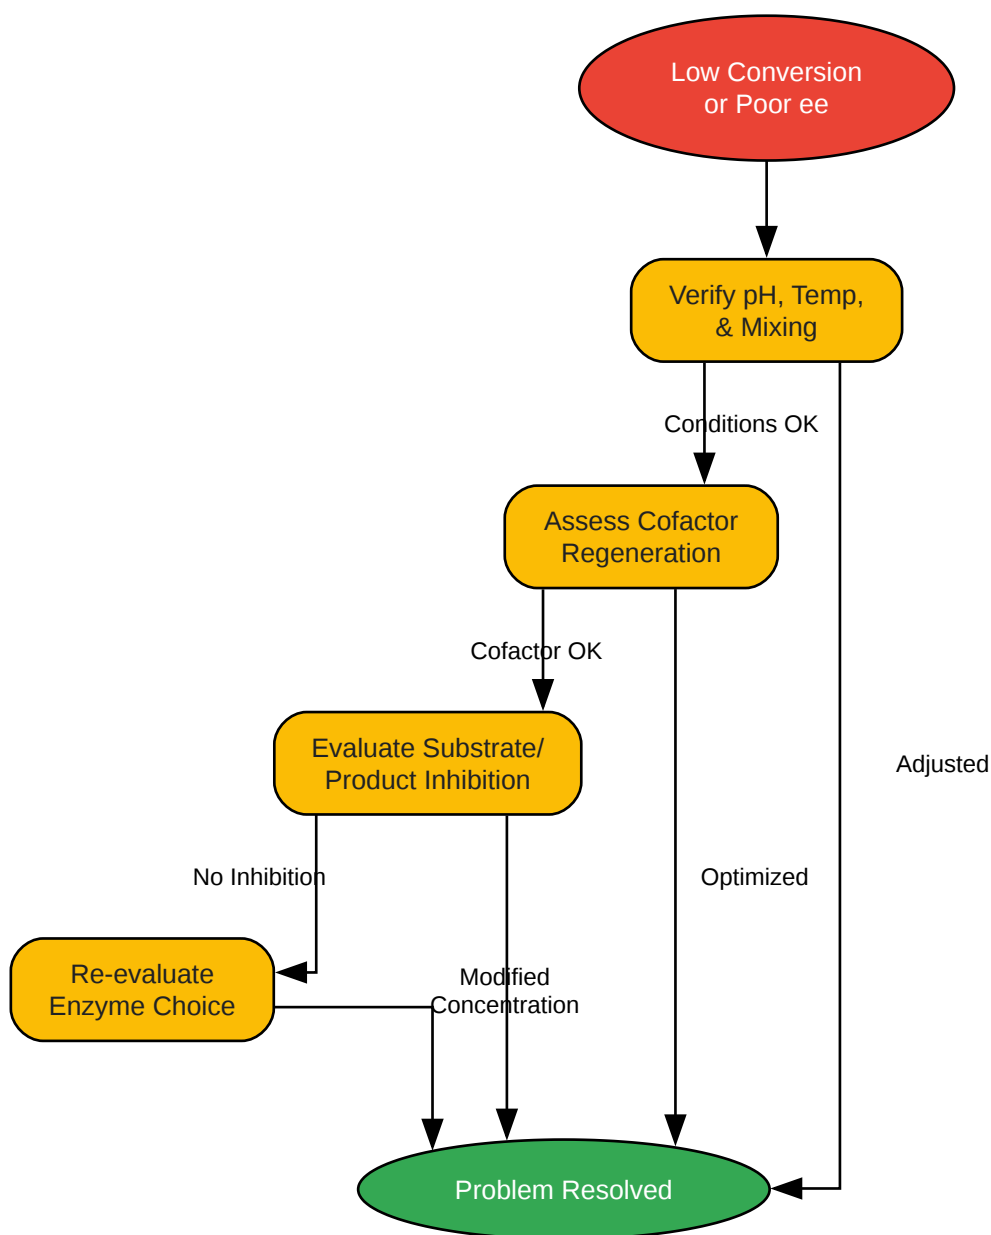 Low Conversion
or Poor ee
Verify pH, Temp,
& Mixing
Conditions OK
Assess Cofactor
Regeneration
Cofactor OK
Evaluate Substrate/
Product Inhibition
Adjusted
No Inhibition
Optimized
Re-evaluate
Enzyme Choice
Modified
Concentration
Problem Resolved